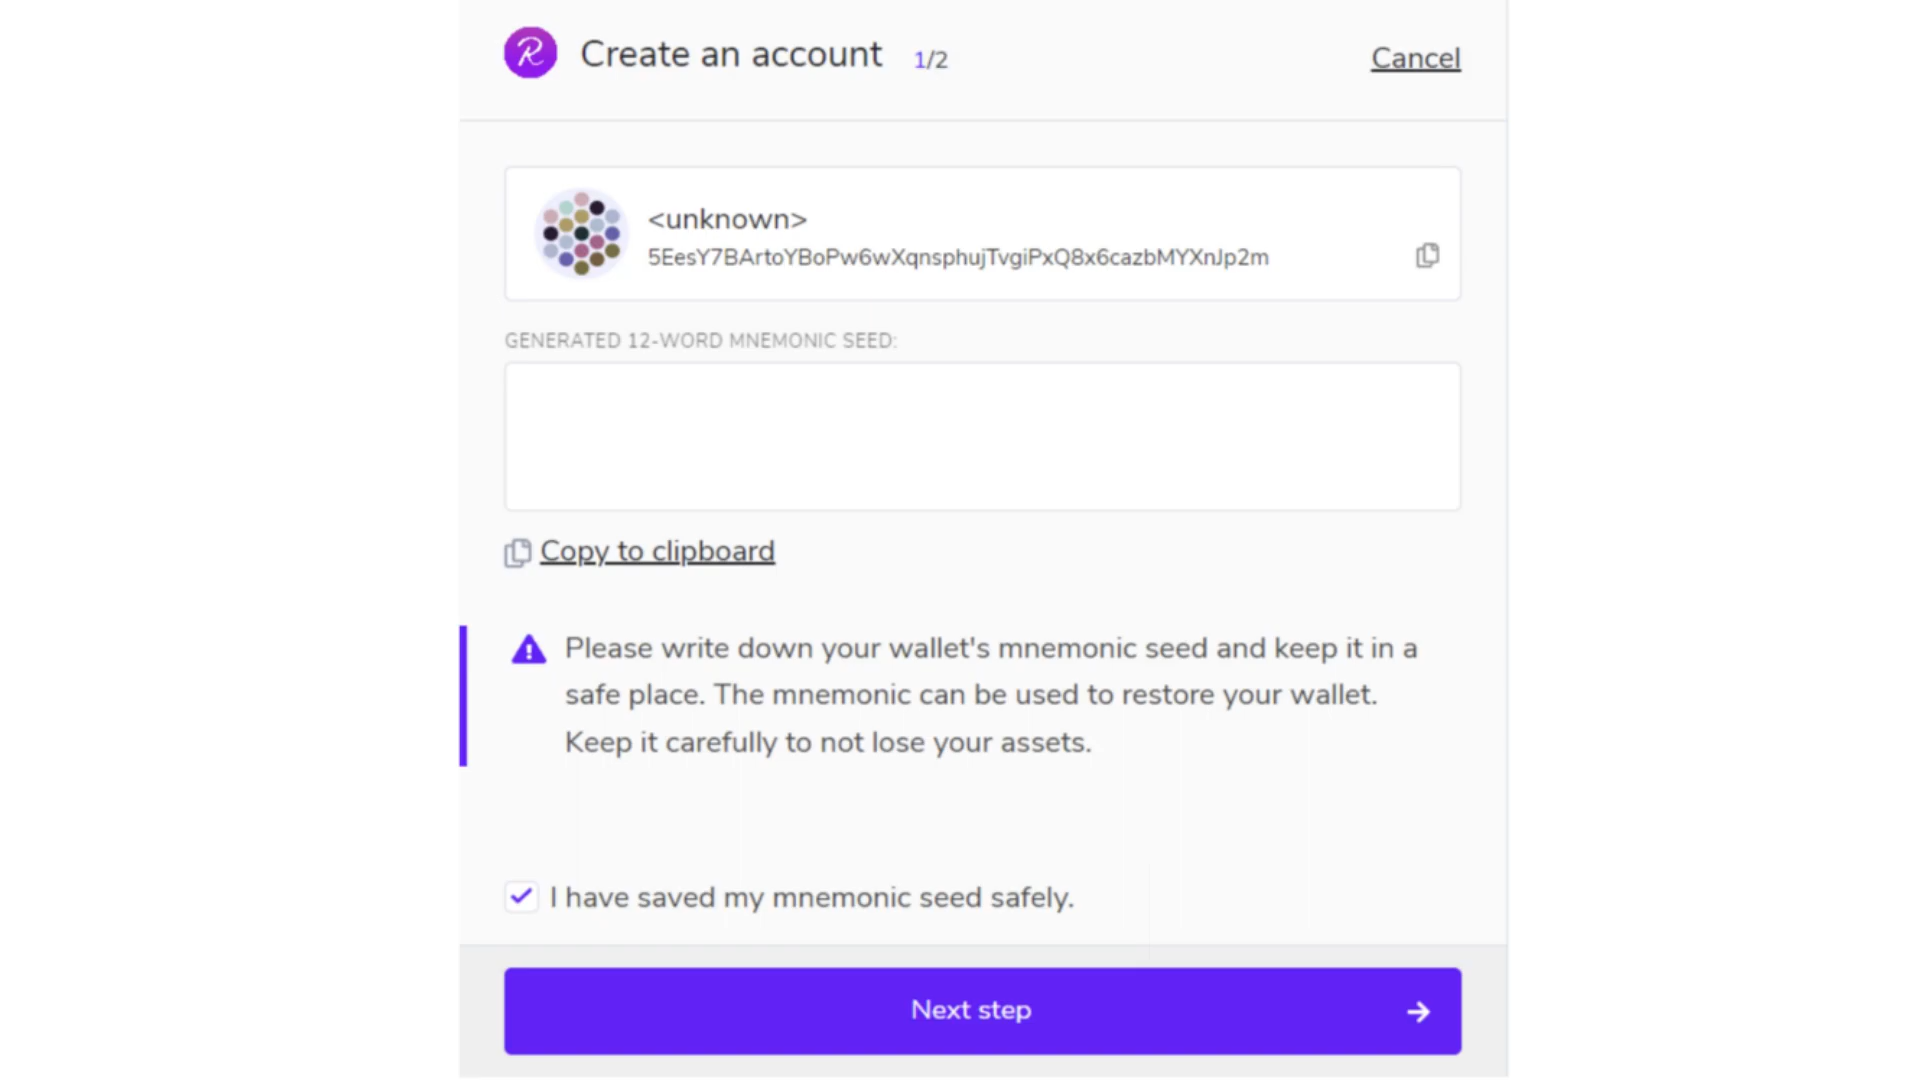 R Create an account 1/2 Cancel
<unknown>
5EesY7BArtoYBoPw6wXqnsphujTvgiPxQ8x6cazbMYXnJp2m
GENERATED 12-WORD MNEMONIC SEED:
Copy to clipboard
Please write down your wallet's mnemonic seed and keep it in a
safe place. The mnemonic can be used to restore your wallet.
Keep it carefully to not lose your assets.
I have saved my mnemonic seed safely.
Next step